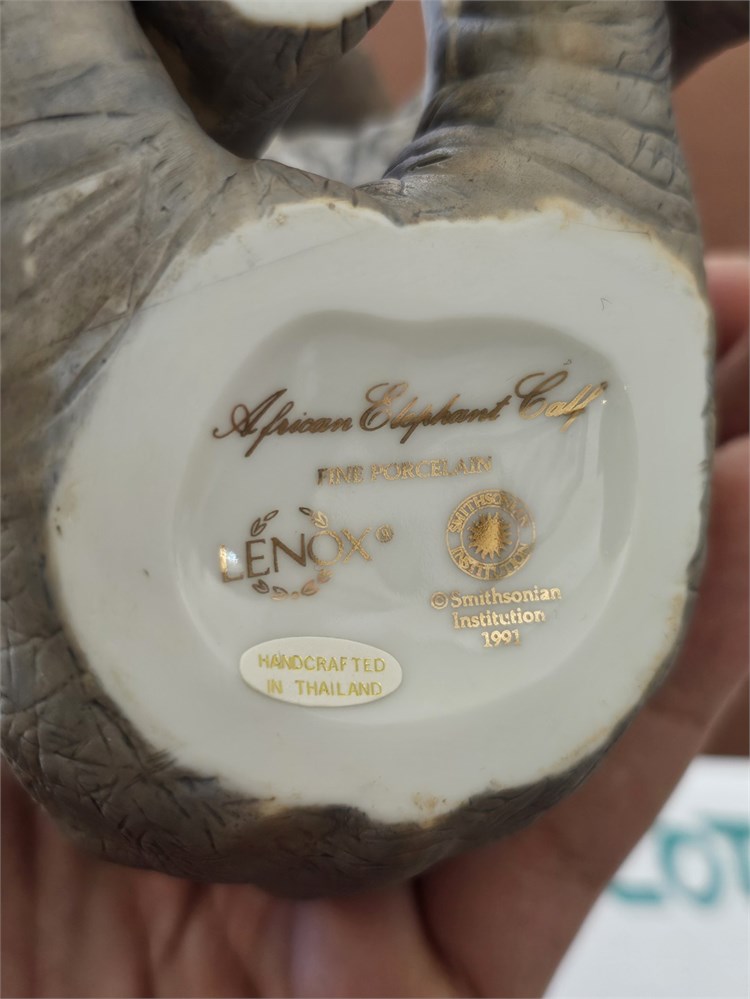 African Elephant Calf
FINE PORCELAIN
LENOX®
SMITHSONIAN
INSTITUTION
©Smithsonian
Institution
1991
HANDCRAFTED
IN THAILAND